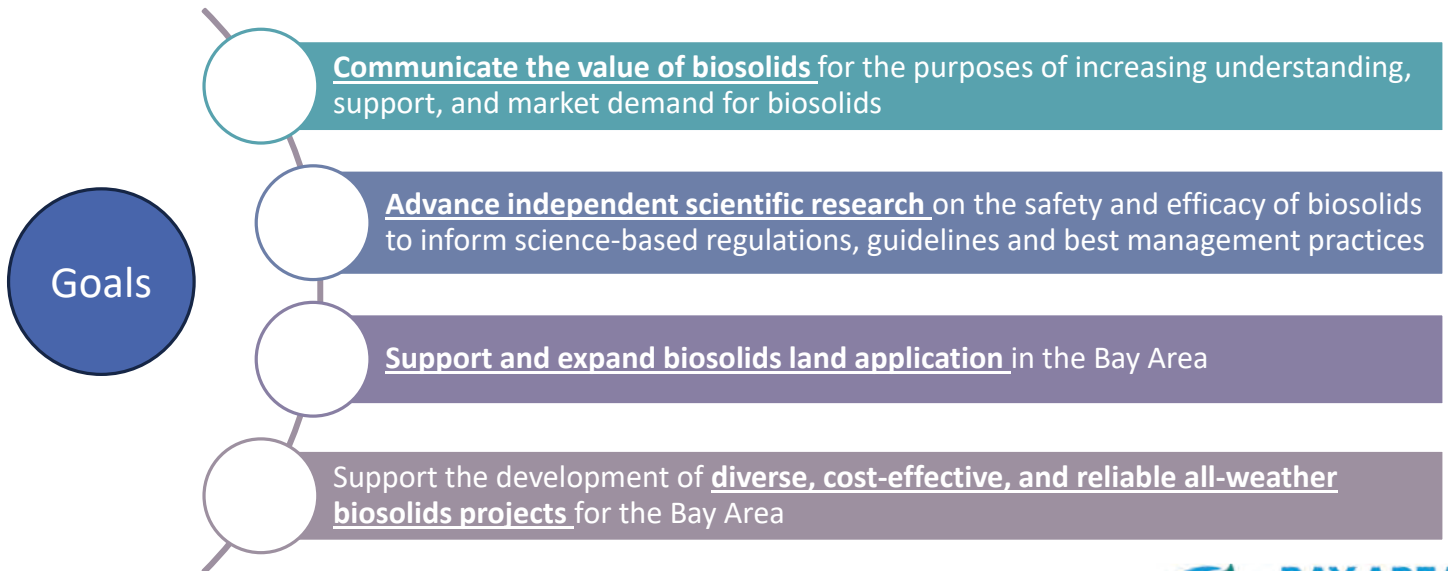 Goals
Communicate the value of biosolids for the purposes of increasing understanding,
support, and market demand for biosolids
Advance independent scientific research on the safety and efficacy of biosolids
to inform science-based regulations, guidelines and best management practices
Support and expand biosolids land application in the Bay Area
Support the development of diverse, cost-effective, and reliable all-weather
biosolids projects for the Bay Area
BAY AREA